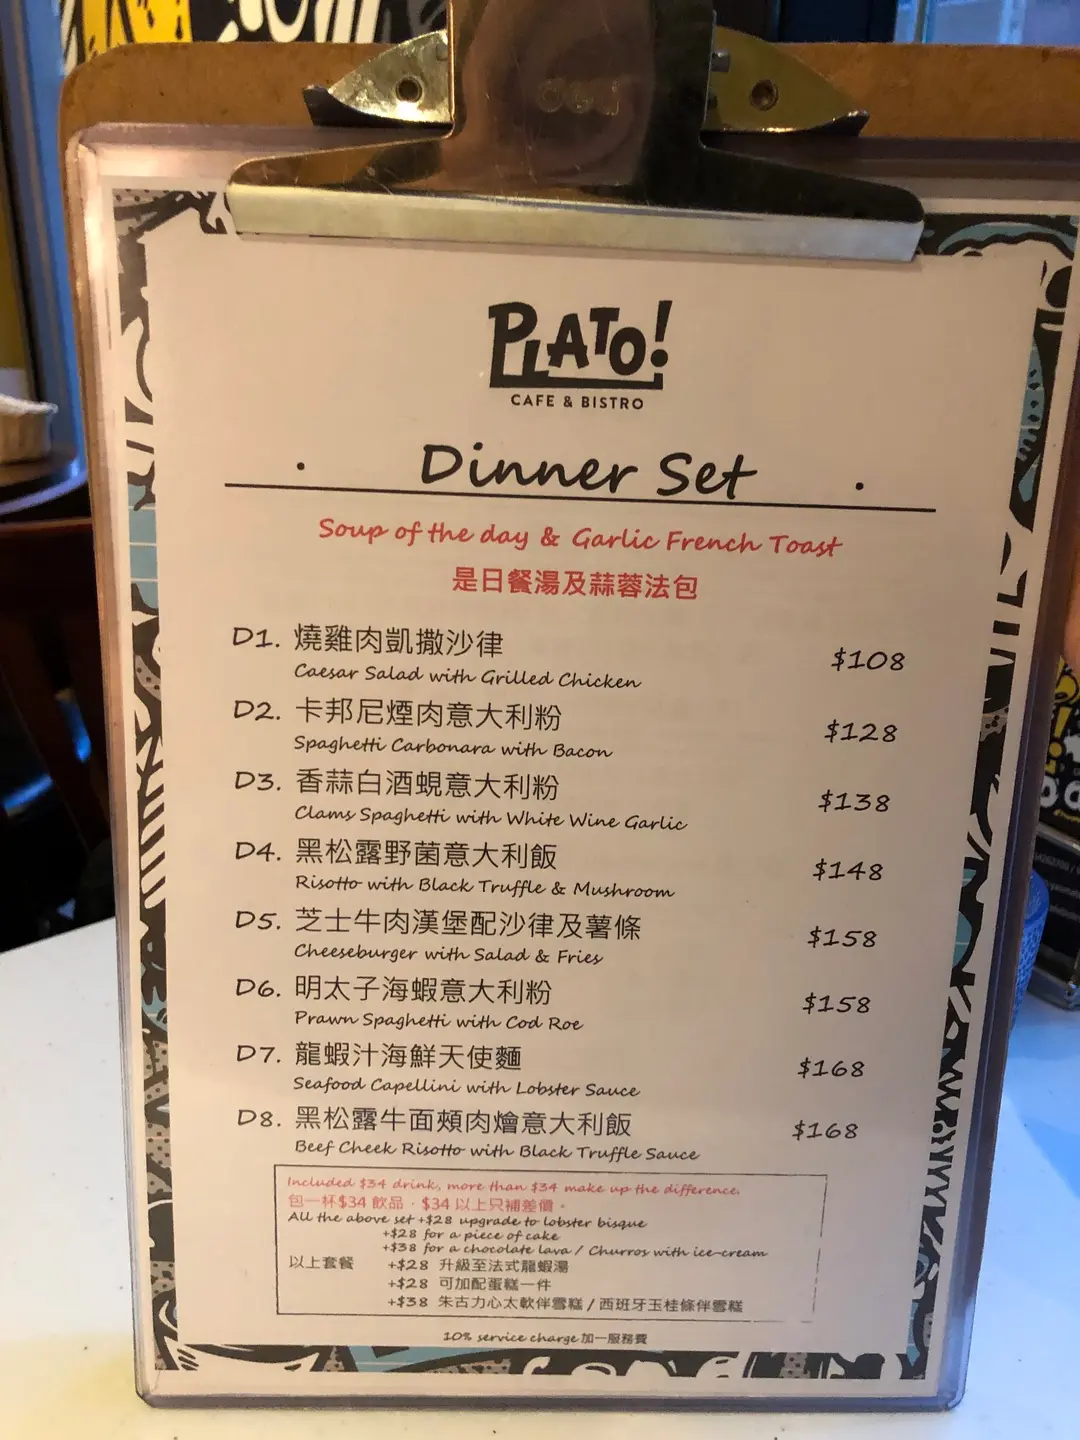 PLATO!
CAFE & BISTRO
Dinner Set
Soup of the day & Garlic French Toast
是日餐湯及蒜蓉法包
D1. 燒雞肉凱撒沙律 $108
Caesar Salad with Grilled Chicken
D2. 卡邦尼煙肉意大利粉 $128
Spaghetti Carbonara with Bacon
D3. 香蒜白酒蜆意大利粉 $138
Clams Spaghetti with White Wine Garlic
D4. 黑松露野菌意大利飯 $148
Risotto with Black Truffle & Mushroom
D5. 芝士牛肉漢堡配沙律及薯條 $158
Cheeseburger with Salad & Fries
D6. 明太子海蝦意大利粉 $158
Prawn Spaghetti with Cod Roe
D7. 龍蝦汁海鮮天使麵 $168
Seafood Capellini with Lobster Sauce
D8. 黑松露牛面頰肉燴意大利飯 $168
Beef Cheek Risotto with Black Truffle Sauce
Included $34 drink, more than $34 make up the difference.
包一杯$34 飲品，$34 以上只補差價。
All the above set +$28 upgrade to lobster bisque
+$28 for a piece of cake
+$38 for a chocolate lava / Churros with ice-cream
以上套餐 +$28 升級至法式龍蝦湯
+$28 可加配蛋糕一件
+$38 朱古力心太軟伴雪糕 / 西班牙玉桂條伴雪糕
10% service charge 加一服務費